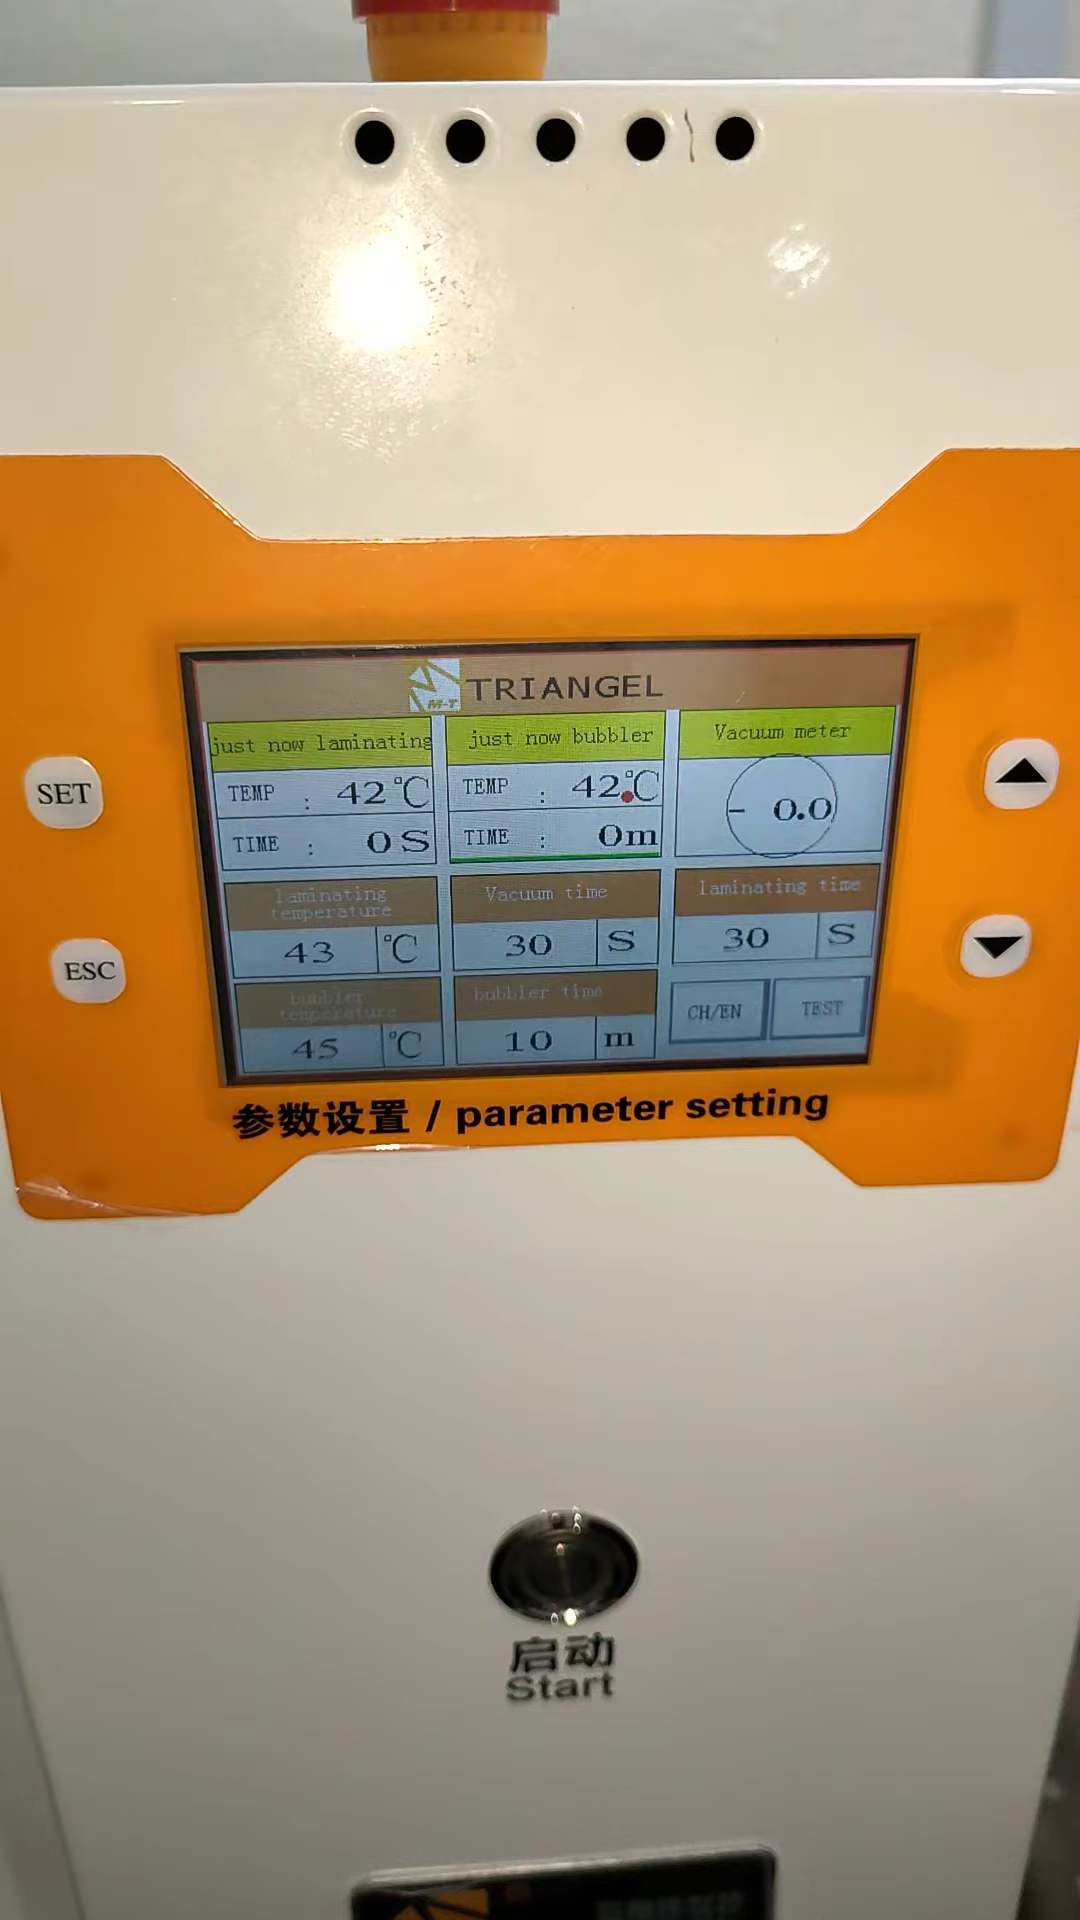 M-T TRIANGEL
just now laminating
TEMP : 42℃
TIME : 0 S
just now bubbler
TEMP : 42℃
TIME : 0m
Vacuum meter
- 0.0
laminating
temperature
43 ℃
Vacuum time
30 S
laminating time
30 S
bubbler
temperature
45 ℃
bubbler time
10 m
CH/EN
TEST
SET
ESC
参数设置 / parameter setting
启动
Start